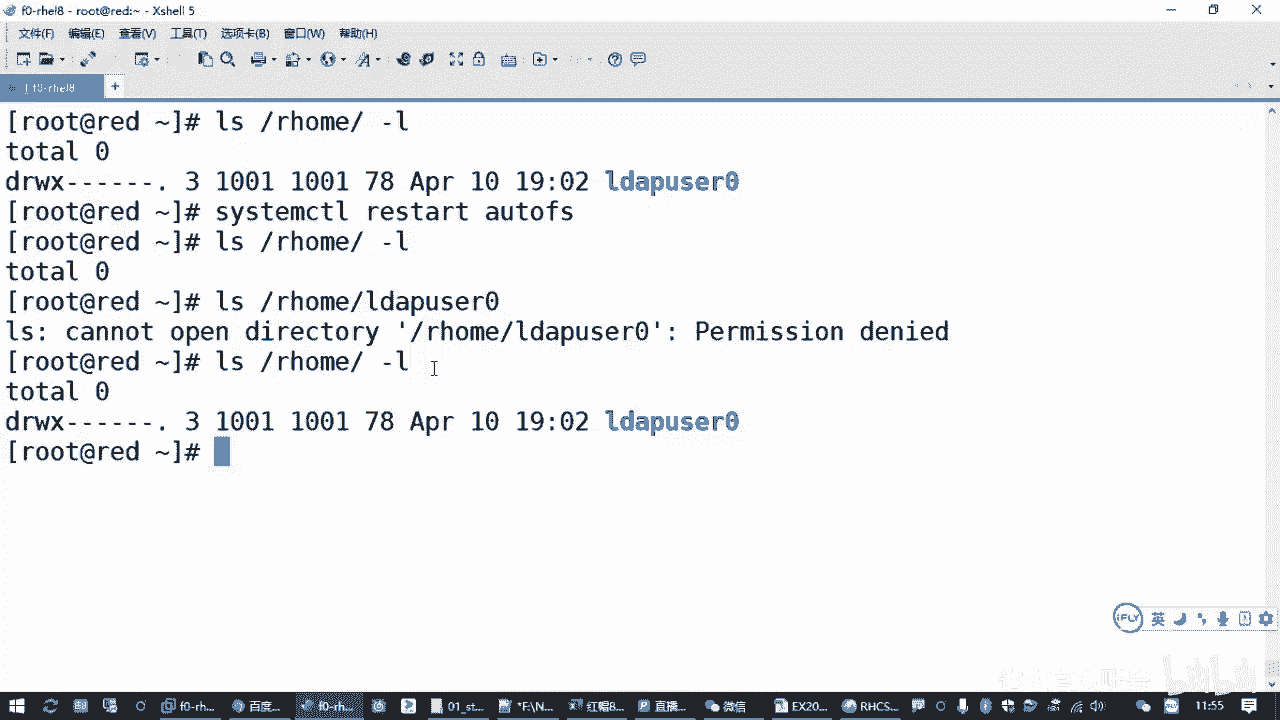 f0-rhel8 - root@red:~ - Xshell 5
文件(F) 编辑(E) 查看(V) 工具(T) 选项卡(B) 窗口(W) 帮助(H)
f0-rhel8
[root@red ~]# ls /rhome/ -l
total 0
drwx------. 3 1001 1001 78 Apr 10 19:02 ldapuser0
[root@red ~]# systemctl restart autofs
[root@red ~]# ls /rhome/ -l
total 0
[root@red ~]# ls /rhome/ldapuser0
ls: cannot open directory '/rhome/ldapuser0': Permission denied
[root@red ~]# ls /rhome/ -l
total 0
drwx------. 3 1001 1001 78 Apr 10 19:02 ldapuser0
[root@red ~]#
iFLY 英
f0-rh... 百度... f0-rh... 01_st... *F:\N... 红帽8... 直播... 微信 EX20... RHCS... 11:55